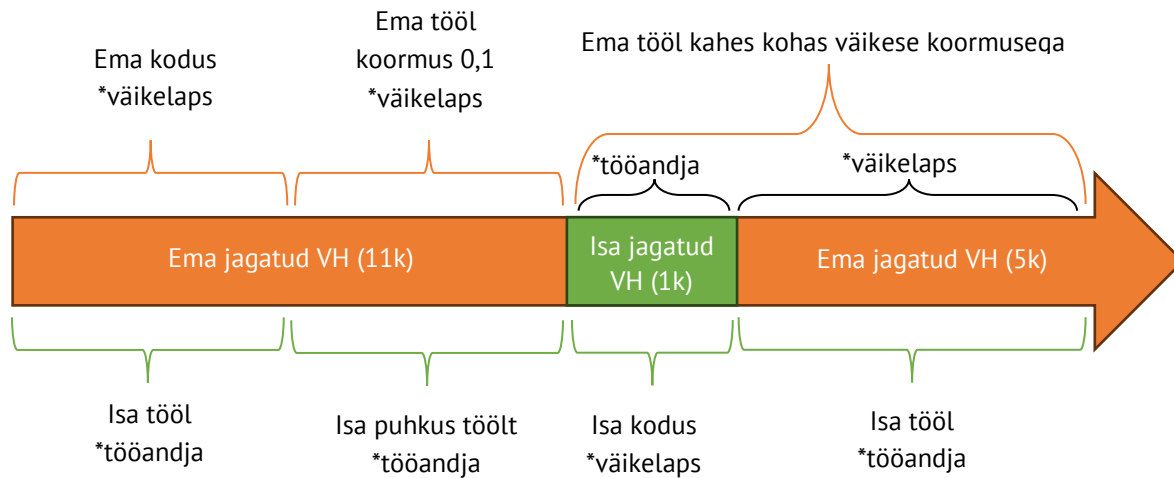 Ema kodus
*väikelaps
Ema tööl
koormus 0,1
*väikelaps
Ema tööl kahes kohas väikese koormusega
*tööandja
*väikelaps
Ema jagatud VH (11k)
Isa jagatud
VH (1k)
Ema jagatud VH (5k)
Isa tööl
*tööandja
Isa puhkus töölt
*tööandja
Isa kodus
*väikelaps
Isa tööl
*tööandja